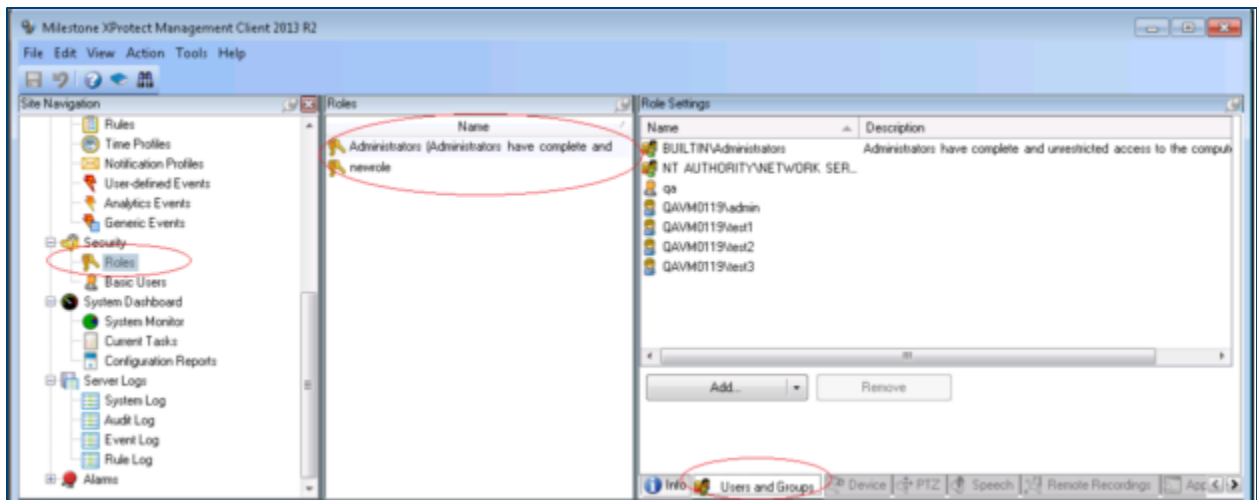 Milestone XProtect Management Client 2013 R2
File Edit View Action Tools Help
Site Navigation
Rules
Time Profiles
Notification Profiles
User-defined Events
Analytics Events
Generic Events
Security
Roles
Basic Users
System Dashboard
System Monitor
Current Tasks
Configuration Reports
Server Logs
System Log
Audit Log
Event Log
Rule Log
Alarms
Roles
Name
Administrators (Administrators have complete and
newrole
Role Settings
Name Description
BUILTIN\Administrators Administrators have complete and unrestricted access to the comput
NT AUTHORITY\NETWORK SER...
qa
QAVM0119\admin
QAVM0119\test1
QAVM0119\test2
QAVM0119\test3
Add... Remove
Info Users and Groups Device PTZ Speech Remote Recordings App